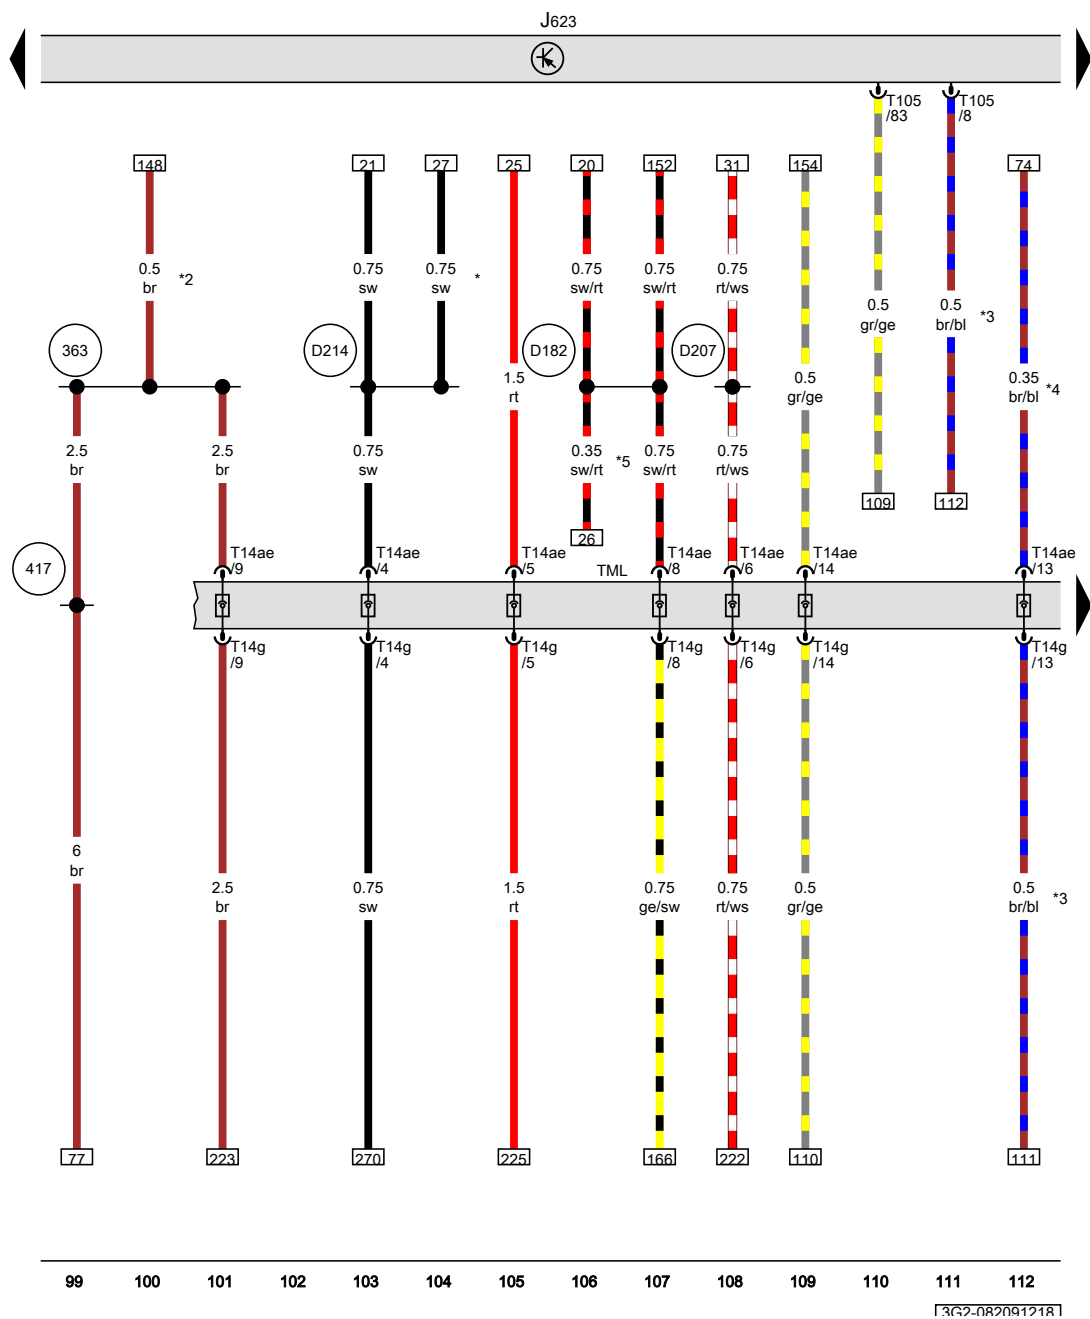 J623
T105
/83
T105
/8
148
21
27
25
20
152
31
154
74
0.5
br
*2
0.75
sw
0.75
sw
*
0.75
sw/rt
0.75
sw/rt
0.75
rt/ws
0.5
gr/ge
0.5
br/bl
*3
363
D214
D182
D207
1.5
rt
0.5
gr/ge
0.35
br/bl
*4
2.5
br
2.5
br
0.75
sw
0.35
sw/rt
*5
0.75
sw/rt
0.75
rt/ws
109
112
26
417
T14ae
/9
T14ae
/4
T14ae
/5
TML
T14ae
/8
T14ae
/6
T14ae
/14
T14ae
/13
T14g
/9
T14g
/4
T14g
/5
T14g
/8
T14g
/6
T14g
/14
T14g
/13
6
br
2.5
br
0.75
sw
1.5
rt
0.75
ge/sw
0.75
rt/ws
0.5
gr/ge
0.5
br/bl
*3
77
223
270
225
166
222
110
111
99 100 101 102 103 104 105 106 107 108 109 110 111 112
3G2-082091218